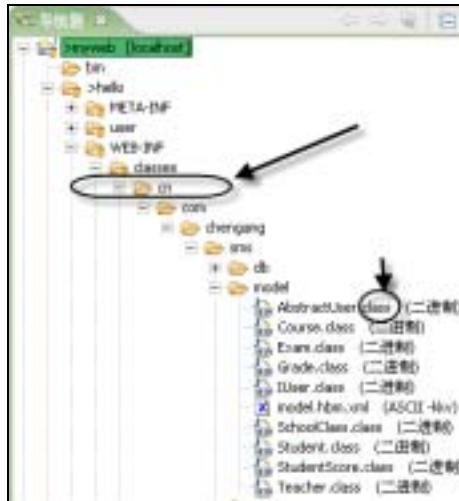 导航器
>myweb [localhost]
bin
>hello
META-INF
user
WEB-INF
classes
cn
com
chengang
sms
db
model
AbstractUser.class (二进制)
Course.class (二进制)
Exam.class (二进制)
Grade.class (二进制)
IUser.class (二进制)
model.hbm.xml (ASCII -kkv)
SchoolClass.class (二进制)
Student.class (二进制)
StudentScore.class (二进制)
Teacher.class (二进制)